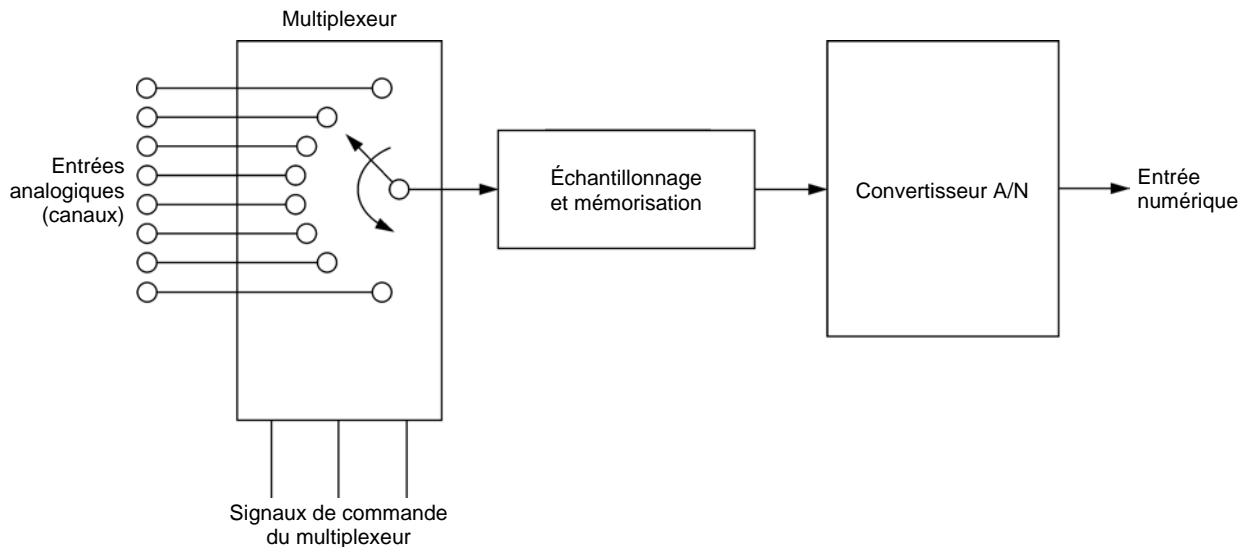 Multiplexeur
Entrées
analogiques
(canaux)
Échantillonnage
et mémorisation
Convertisseur A/N
Entrée
numérique
Signaux de commande
du multiplexeur